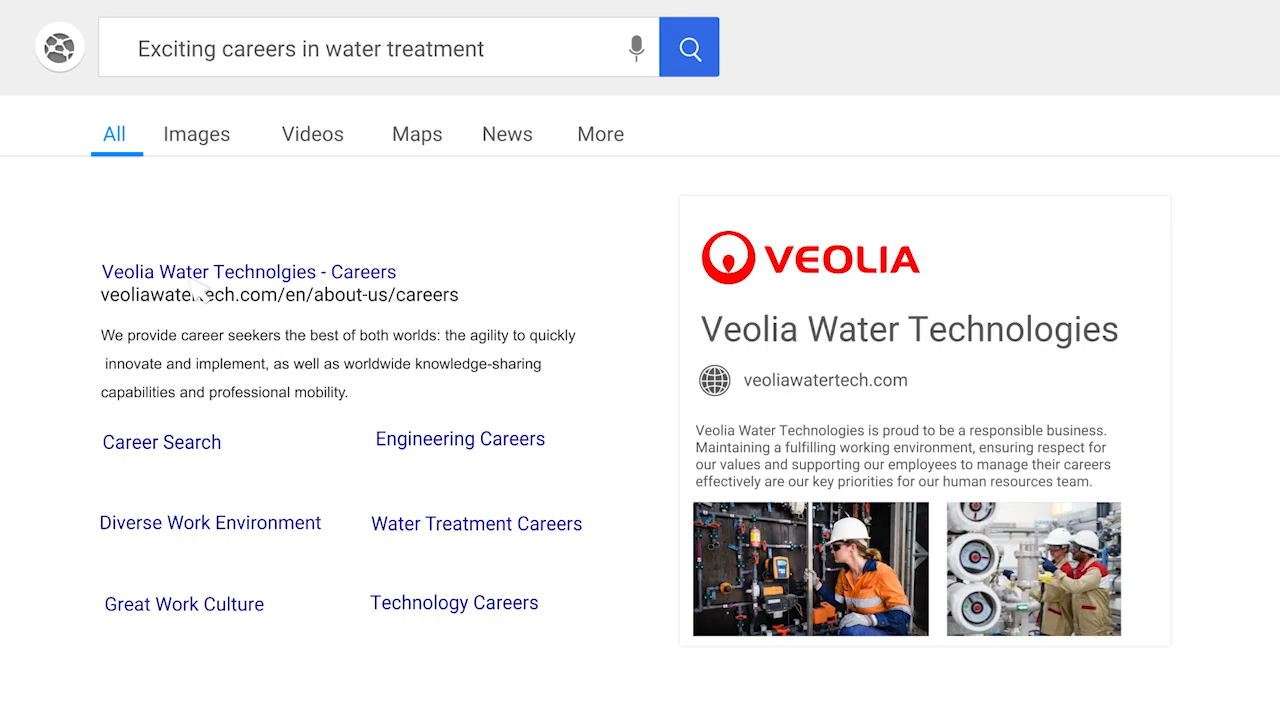 Exciting careers in water treatment
All Images Videos Maps News More
Veolia Water Technolgies - Careers
veoliawatertech.com/en/about-us/careers
We provide career seekers the best of both worlds: the agility to quickly
innovate and implement, as well as worldwide knowledge-sharing
capabilities and professional mobility.
Career Search
Engineering Careers
Diverse Work Environment
Water Treatment Careers
Great Work Culture
Technology Careers
VEOLIA
Veolia Water Technologies
veoliawatertech.com
Veolia Water Technologies is proud to be a responsible business.
Maintaining a fulfilling working environment, ensuring respect for
our values and supporting our employees to manage their careers
effectively are our key priorities for our human resources team.